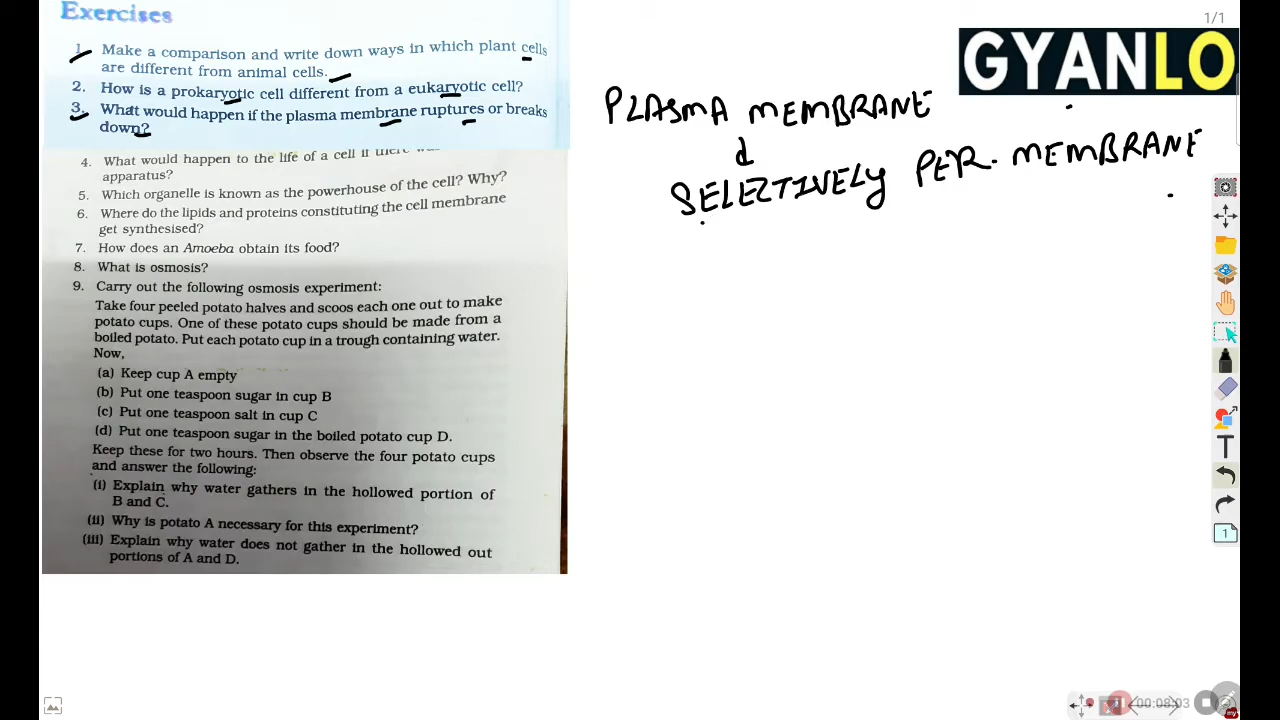 Exercises
1. Make a comparison and write down ways in which plant cells
are different from animal cells.
2. How is a prokaryotic cell different from a eukaryotic cell?
3. What would happen if the plasma membrane ruptures or breaks
down?
4. What would happen to the life of a cell if there
apparatus?
5. Which organelle is known as the powerhouse of the cell? Why?
6. Where do the lipids and proteins constituting the cell membrane
get synthesised?
7. How does an Amoeba obtain its food?
8. What is osmosis?
9. Carry out the following osmosis experiment:
Take four peeled potato halves and scoos each one out to make
potato cups. One of these potato cups should be made from a
boiled potato. Put each potato cup in a trough containing water.
Now,
(a) Keep cup A empty
(b) Put one teaspoon sugar in cup B
(c) Put one teaspoon salt in cup C
(d) Put one teaspoon sugar in the boiled potato cup D.
Keep these for two hours. Then observe the four potato cups
and answer the following:
(i) Explain why water gathers in the hollowed portion of
B and C.
(ii) Why is potato A necessary for this experiment?
(iii) Explain why water does not gather in the hollowed out
portions of A and D.
1/1
GYANLO
PLASMA MEMBRANE
SELECTIVELY PER. MEMBRANE
T
1
00:08:03